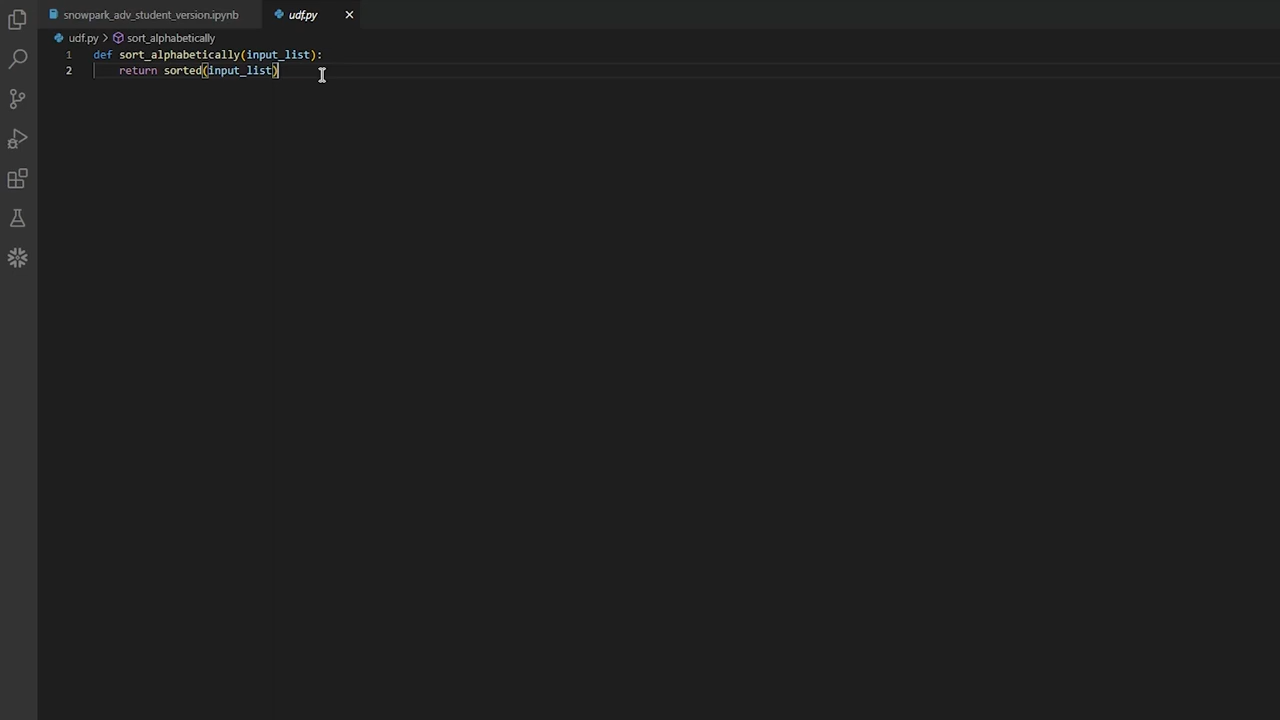 snowpark_adv_student_version.ipynb udf.py
udf.py > sort_alphabetically
1 def sort_alphabetically(input_list):
2 return sorted(input_list)